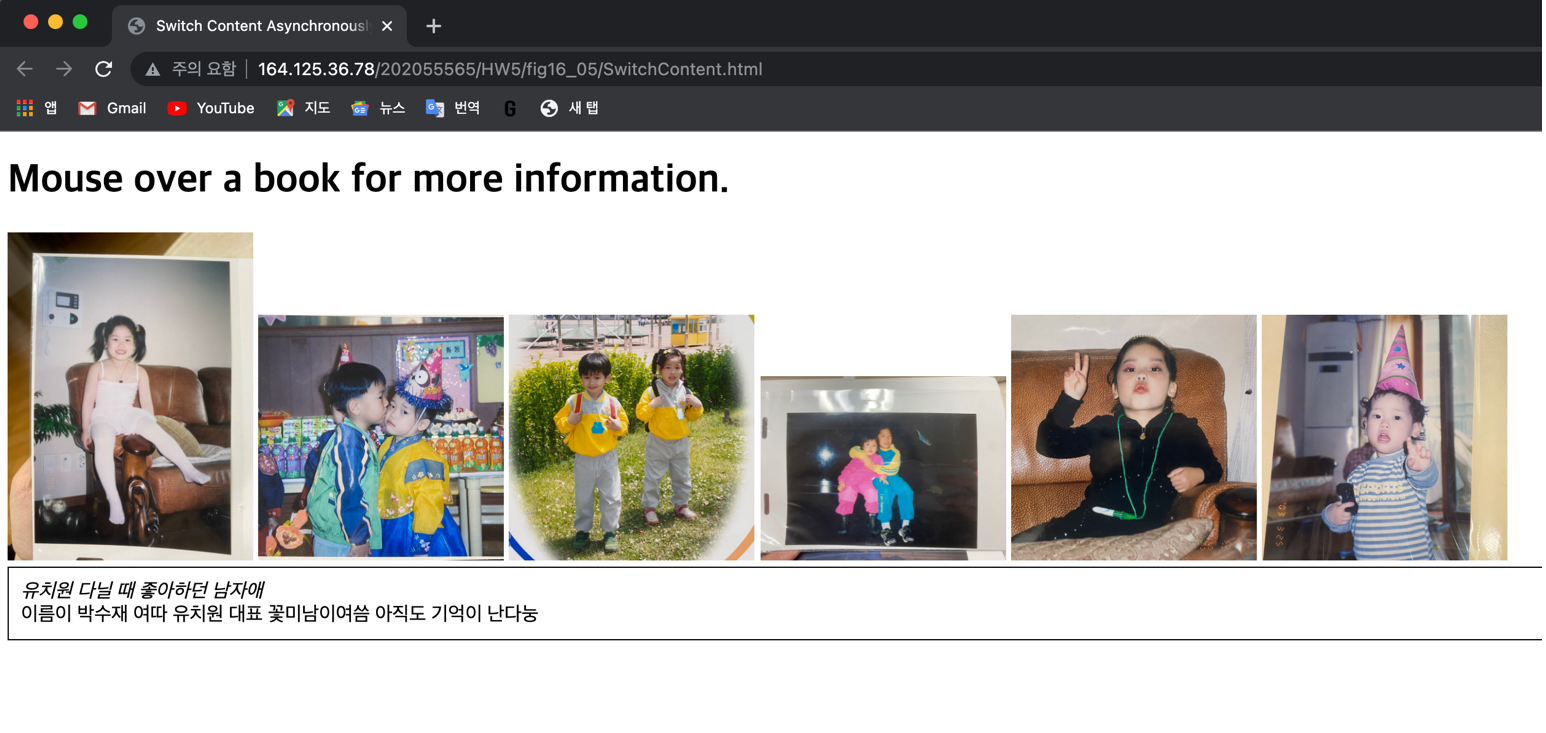 Switch Content Asynchronousl
주의 요함 164.125.36.78/202055565/HW5/fig16_05/SwitchContent.html
앱 Gmail YouTube 지도 뉴스 번역 G 새 탭
Mouse over a book for more information.
유치원 다닐 때 좋아하던 남자애
이름이 박수재 여따 유치원 대표 꽃미남이여씀 아직도 기억이 난다눙